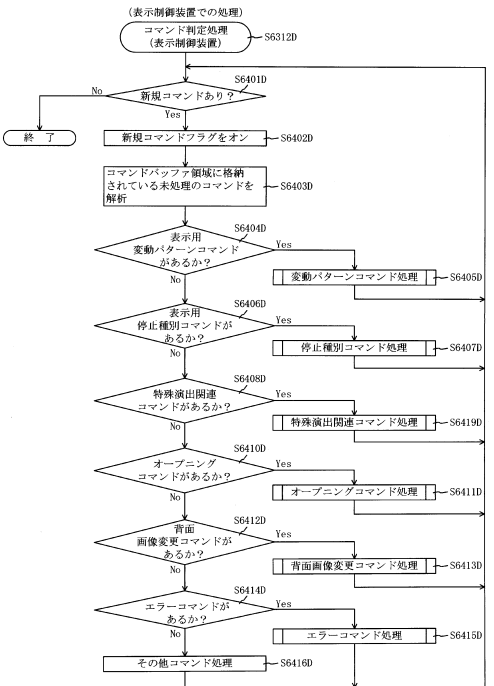 (表示制御装置での処理)
コマンド判定処理
(表示制御装置)
S6312D
S6401D
新規コマンドあり？
No
Yes
終 了
新規コマンドフラグをオン
S6402D
コマンドバッファ領域に格納
されている未処理のコマンドを
解析
S6403D
S6404D
表示用
変動パターンコマンド
があるか？
Yes
No
変動パターンコマンド処理
S6405D
S6406D
表示用
停止種別コマンドが
あるか？
Yes
No
停止種別コマンド処理
S6407D
S6408D
特殊演出関連
コマンドがあるか？
Yes
No
特殊演出関連コマンド処理
S6419D
S6410D
オープニング
コマンドがあるか？
Yes
No
オープニングコマンド処理
S6411D
S6412D
背面
画像変更コマンドが
あるか？
Yes
No
背面画像変更コマンド処理
S6413D
S6414D
エラーコマンドが
あるか？
Yes
No
エラーコマンド処理
S6415D
その他コマンド処理
S6416D